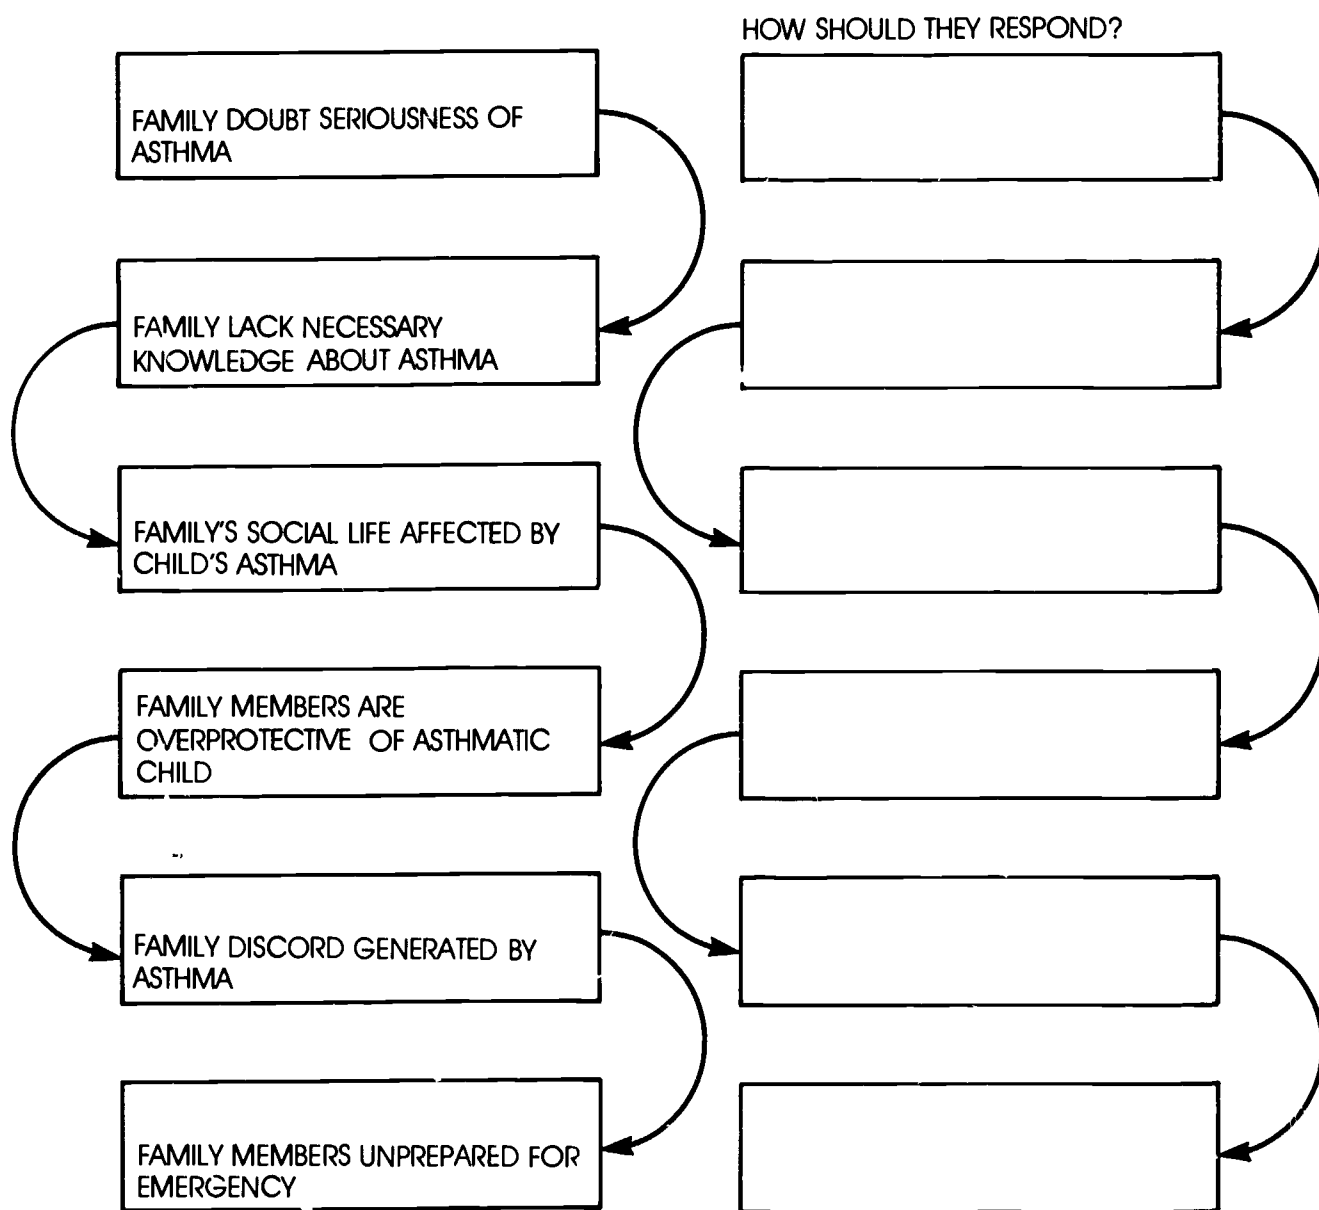 HOW SHOULD THEY RESPOND?
FAMILY DOUBT SERIOUSNESS OF
ASTHMA
FAMILY LACK NECESSARY
KNOWLEDGE ABOUT ASTHMA
FAMILY'S SOCIAL LIFE AFFECTED BY
CHILD'S ASTHMA
FAMILY MEMBERS ARE
OVERPROTECTIVE OF ASTHMATIC
CHILD
FAMILY DISCORD GENERATED BY
ASTHMA
FAMILY MEMBERS UNPREPARED FOR
EMERGENCY